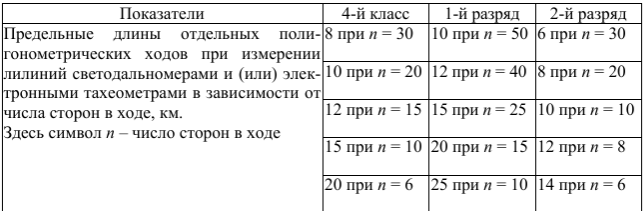 Показатели 4-й класс 1-й разряд 2-й разряд
Предельные длины отдельных поли- 8 при n = 30 10 при n = 50 6 при n = 30
гонометрических ходов при измерении
лилиний светодальномерами и (или) элек- 10 при n = 20 12 при n = 40 8 при n = 20
тронными тахеометрами в зависимости от
числа сторон в ходе, км. 12 при n = 15 15 при n = 25 10 при n = 10
Здесь символ n – число сторон в ходе
15 при n = 10 20 при n = 15 12 при n = 8
20 при n = 6 25 при n = 10 14 при n = 6